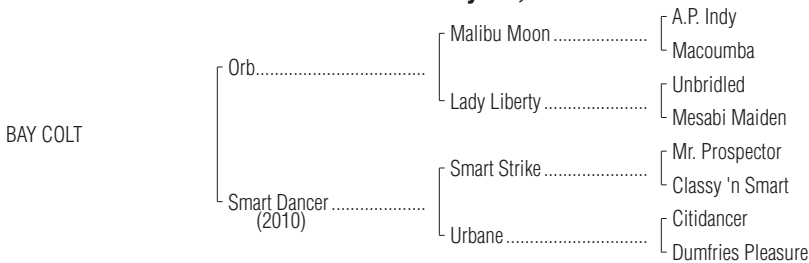 A.P. Indy
Malibu Moon ......................
Macoumba
Orb.........................................
Unbridled
Lady Liberty .........................
Mesabi Maiden
BAY COLT
Mr. Prospector
Smart Strike .........................
Classy 'n Smart
Smart Dancer ......................
(2010)
Citidancer
Urbane ..................................
Dumfries Pleasure